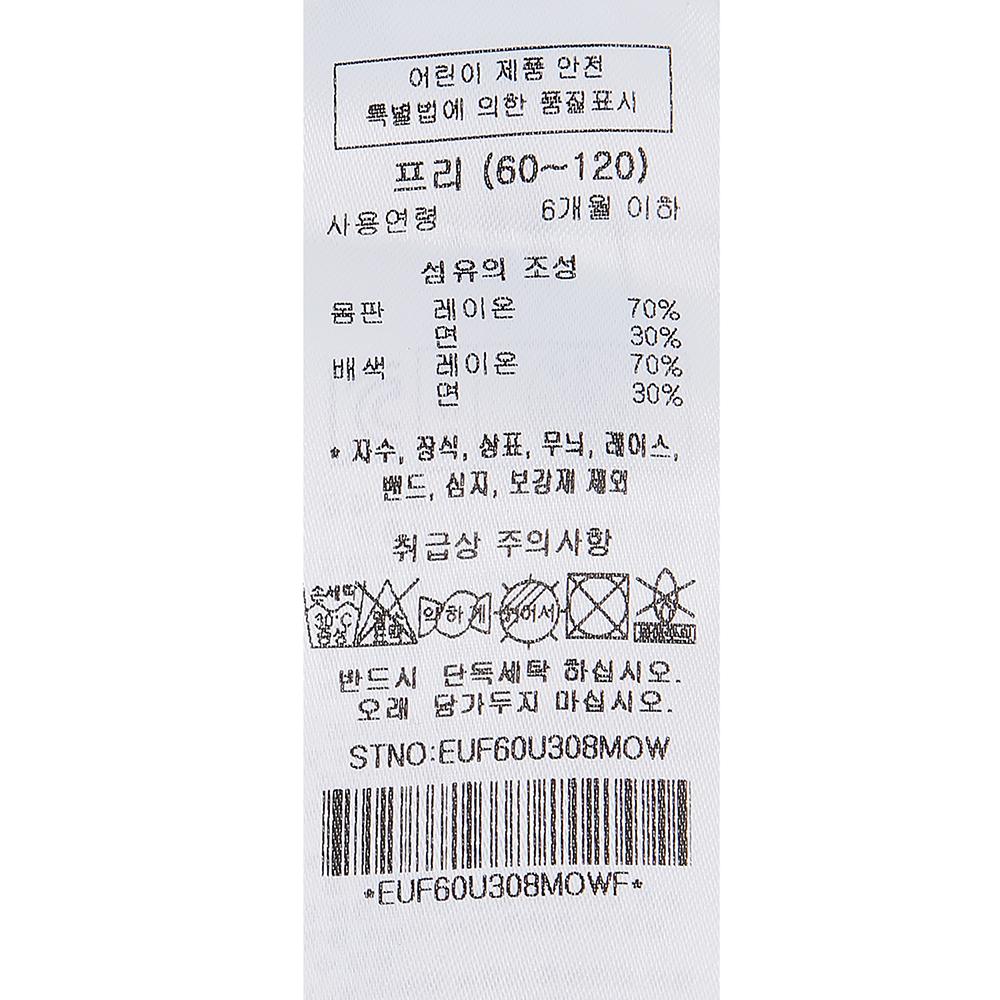 어린이 제품 안전
특별법에 의한 품질표시
프리 (60~120)
사용연령 6개월 이하
섬유의 조성
몸판 레이온 70%
면 30%
배색 레이온 70%
면 30%
* 자수, 장식, 상표, 무늬, 레이스,
밴드, 심지, 보강재 제외
취급상 주의사항
손세탁
30°C
중성
약하게
뉘어서
반드시 단독세탁 하십시오.
오래 담가두지 마십시오.
STNO:EUF60U308MOW
*EUF60U308MOWF*